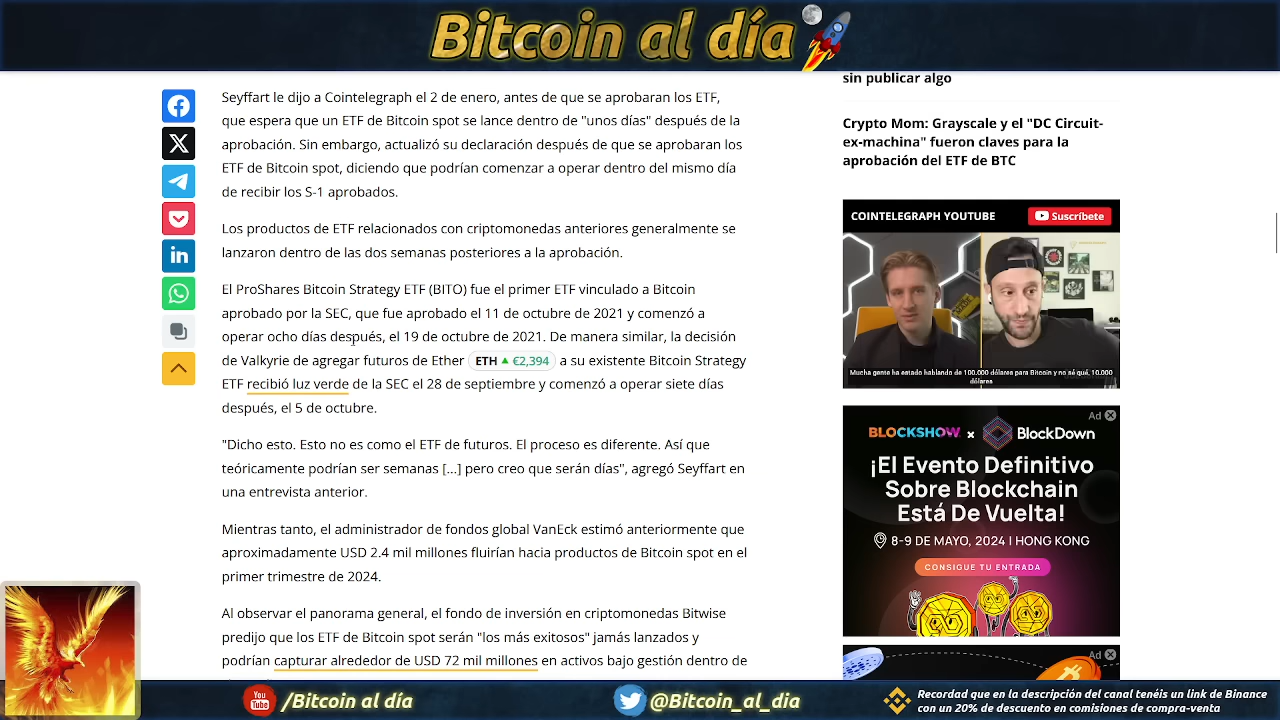 Bitcoin al día
Seyffart le dijo a Cointelegraph el 2 de enero, antes de que se aprobaran los ETF,
que espera que un ETF de Bitcoin spot se lance dentro de "unos días" después de la
aprobación. Sin embargo, actualizó su declaración después de que se aprobaran los
ETF de Bitcoin spot, diciendo que podrían comenzar a operar dentro del mismo día
de recibir los S-1 aprobados.
Los productos de ETF relacionados con criptomonedas anteriores generalmente se
lanzaron dentro de las dos semanas posteriores a la aprobación.
El ProShares Bitcoin Strategy ETF (BITO) fue el primer ETF vinculado a Bitcoin
aprobado por la SEC, que fue aprobado el 11 de octubre de 2021 y comenzó a
operar ocho días después, el 19 de octubre de 2021. De manera similar, la decisión
de Valkyrie de agregar futuros de Ether ETH €2,394 a su existente Bitcoin Strategy
ETF recibió luz verde de la SEC el 28 de septiembre y comenzó a operar siete días
después, el 5 de octubre.
"Dicho esto. Esto no es como el ETF de futuros. El proceso es diferente. Así que
teóricamente podrían ser semanas [...] pero creo que serán días", agregó Seyffart en
una entrevista anterior.
Mientras tanto, el administrador de fondos global VanEck estimó anteriormente que
aproximadamente USD 2.4 mil millones fluirían hacia productos de Bitcoin spot en el
primer trimestre de 2024.
Al observar el panorama general, el fondo de inversión en criptomonedas Bitwise
predijo que los ETF de Bitcoin spot serán "los más exitosos" jamás lanzados y
podrían capturar alrededor de USD 72 mil millones en activos bajo gestión dentro de
sin publicar algo
Crypto Mom: Grayscale y el "DC Circuit-
ex-machina" fueron claves para la
aprobación del ETF de BTC
COINTELEGRAPH YOUTUBE
Suscríbete
Mucha gente ha estado hablando de 100.000 dólares para Bitcoin y no sé qué, 10.000
dólares
Ad
BLOCKSHOW x BlockDown
¡El Evento Definitivo
Sobre Blockchain
Está De Vuelta!
8-9 DE MAYO, 2024 | HONG KONG
CONSIGUE TU ENTRADA
Ad
You Tube /Bitcoin al día
@Bitcoin_al_dia
Recordad que en la descripción del canal tenéis un link de Binance
con un 20% de descuento en comisiones de compra-venta